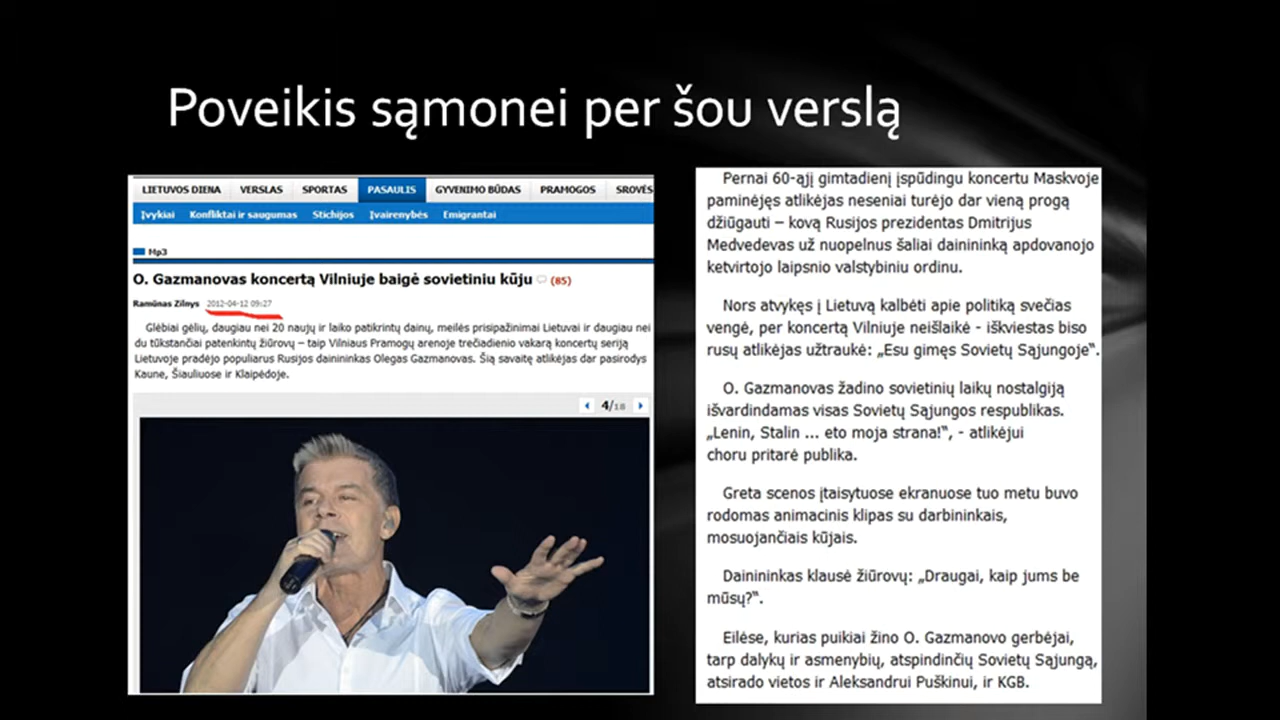 Poveikis sąmonei per šou verslą
LIETUVOS DIENA VERSLAS SPORTAS PASAULIS GYVENIMO BŪDAS PRAMOGOS SROVĖS
Įvykiai Konfliktai ir saugumas Stichijos Įvairenybės Emigrantai
Mp3
O. Gazmanovas koncertą Vilniuje baigė sovietiniu kūju (85)
Ramūnas Zilnys 2012-04-12 09:27
Glėbiai gėlių, daugiau nei 20 naujų ir laiko patikrintų dainų, meilės prisipažinimai Lietuvai ir daugiau nei
du tūkstančiai patenkintų žiūrovų – taip Vilniaus Pramogų arenoje trečiadienio vakarą koncertų seriją
Lietuvoje pradėjo populiarus Rusijos dainininkas Olegas Gazmanovas. Šią savaitę atlikėjas dar pasirodys
Kaune, Šiauliuose ir Klaipėdoje.
4/18
Pernai 60-ąjį gimtadienį įspūdingu koncertu Maskvoje
paminėjęs atlikėjas neseniai turėjo dar vieną progą
džiūgauti – kovą Rusijos prezidentas Dmitrijus
Medvedevas už nuopelnus šaliai dainininką apdovanojo
ketvirtojo laipsnio valstybiniu ordinu.
Nors atvykęs į Lietuvą kalbėti apie politiką svečias
vengė, per koncertą Vilniuje neišlaikė - iškviestas biso
rusų atlikėjas užtraukė: „Esu gimęs Sovietų Sąjungoje“.
O. Gazmanovas žadino sovietinių laikų nostalgiją
išvardindamas visas Sovietų Sąjungos respublikas.
„Lenin, Stalin ... eto moja strana!“, - atlikėjui
choru pritarė publika.
Greta scenos įtaisytuose ekranuose tuo metu buvo
rodomas animacinis klipas su darbininkais,
mosuojančiais kūjais.
Dainininkas klausė žiūrovų: „Draugai, kaip jums be
mūsų?“.
Eilėse, kurias puikiai žino O. Gazmanovo gerbėjai,
tarp dalykų ir asmenybių, atspindinčių Sovietų Sąjungą,
atsirado vietos ir Aleksandrui Puškinui, ir KGB.